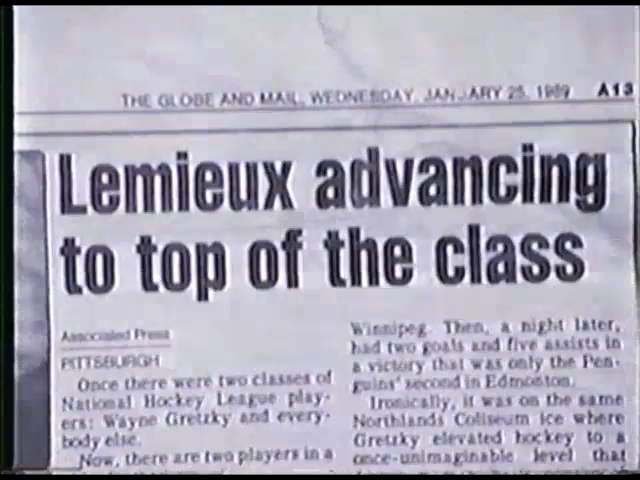 THE GLOBE AND MAIL, WEDNESDAY, JANUARY 25, 1989 A13
Lemieux advancing
to top of the class
Associated Press
PITTSBURGH
Once there were two classes of
National Hockey League play-
ers: Wayne Gretzky and every-
body else.
Now, there are two players in a
Winnipeg. Then, a night later,
had two goals and five assists in
a victory that was only the Pen-
guins' second in Edmonton.
Ironically, it was on the same
Northlands Coliseum ice where
Gretzky elevated hockey to a
once-unimaginable level that